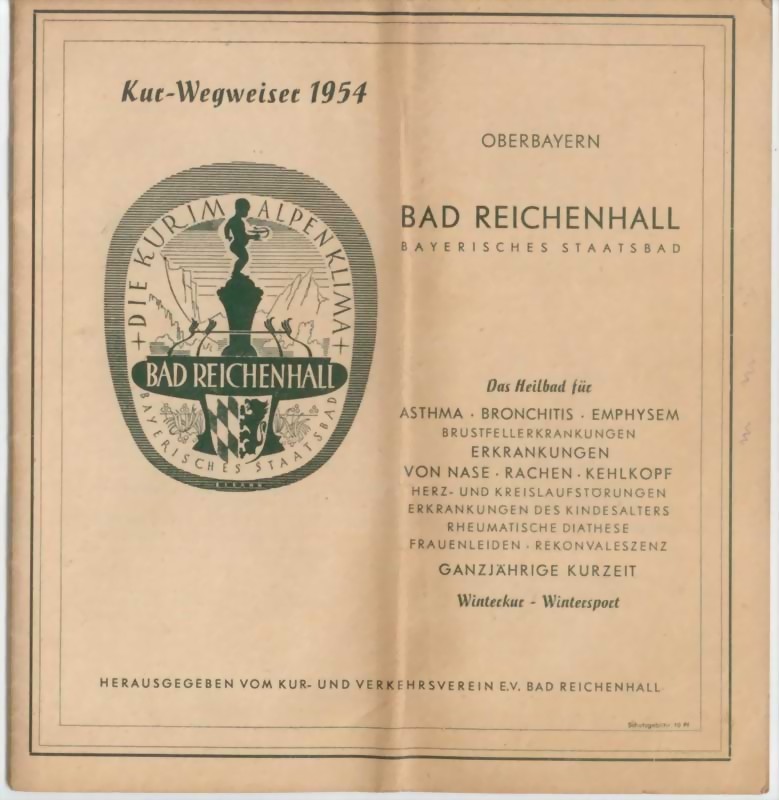 Kur-Wegweiser 1954
DIE KUR IM ALPENKLIMA
BAD REICHENHALL
BAYERISCHES STAATSBAD
OBERBAYERN
BAD REICHENHALL
BAYERISCHES STAATSBAD
Das Heilbad für
ASTHMA · BRONCHITIS · EMPHYSEM
BRUSTFELLERKRANKUNGEN
ERKRANKUNGEN
VON NASE · RACHEN · KEHLKOPF
HERZ- UND KREISLAUFSTÖRUNGEN
ERKRANKUNGEN DES KINDESALTERS
RHEUMATISCHE DIATHESE
FRAUENLEIDEN · REKONVALESZENZ
GANZJÄHRIGE KURZEIT
Winterkur - Wintersport
HERAUSGEGEBEN VOM KUR- UND VERKEHRSVEREIN E.V. BAD REICHENHALL